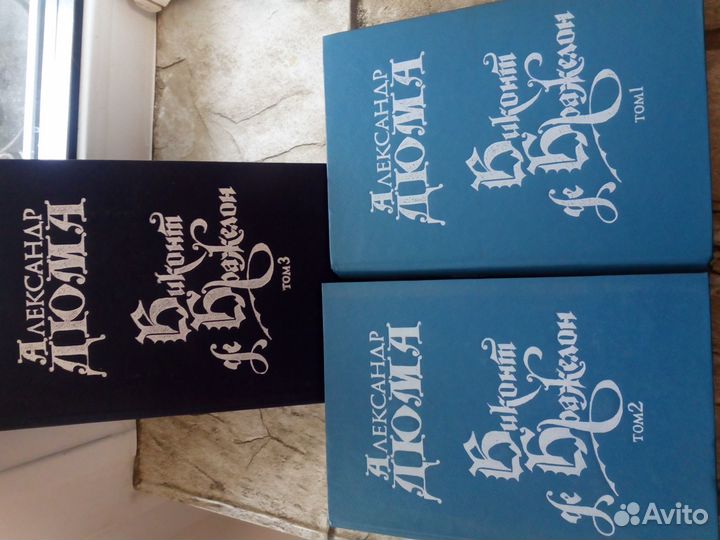 Александр
Дюма
Виконт
де Бражелон
том 3
Александр
Дюма
Виконт
де Бражелон
том 1
Александр
Дюма
Виконт
де Бражелон
том 2
Avito